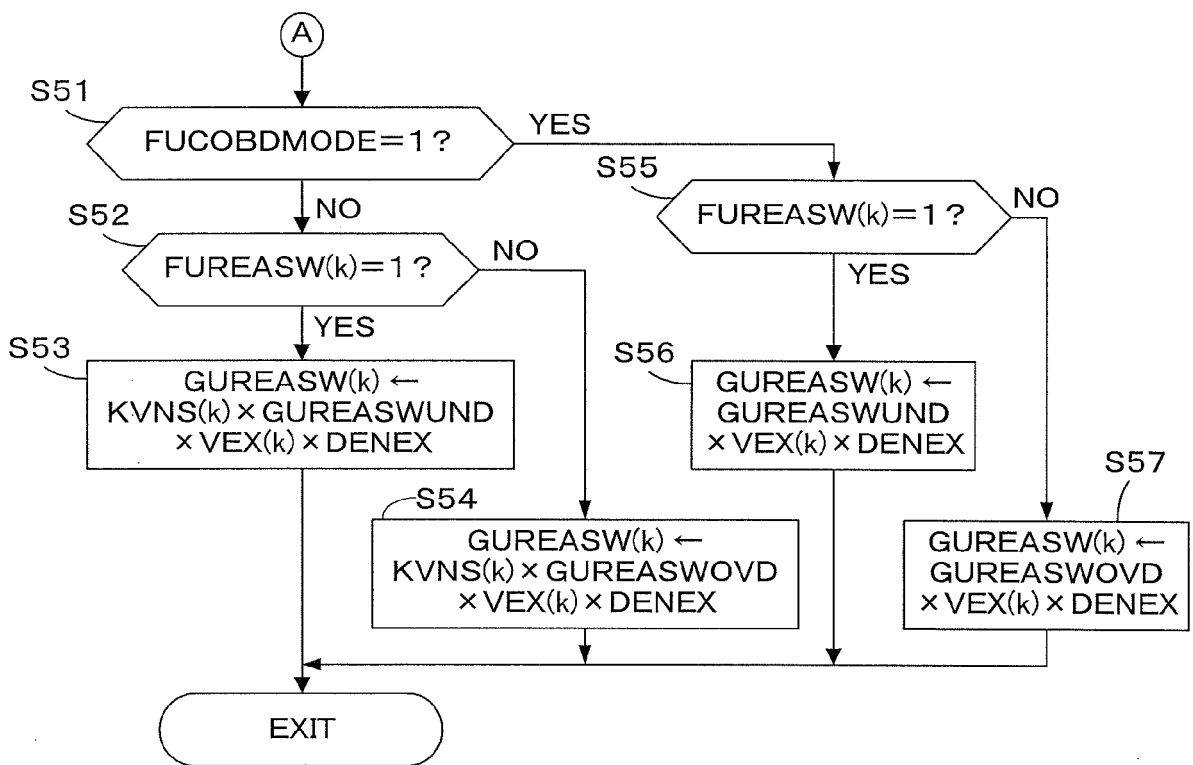 A
S51
FUCOBDMODE=1?
YES
NO
S55
FUREASW(k)=1?
NO
YES
S52
FUREASW(k)=1?
NO
YES
S53
GUREASW(k) ←
KVNS(k) × GUREASWUND
× VEX(k) × DENEX
S56
GUREASW(k) ←
GUREASWUND
× VEX(k) × DENEX
S54
GUREASW(k) ←
KVNS(k) × GUREASWOVD
× VEX(k) × DENEX
S57
GUREASW(k) ←
GUREASWOVD
× VEX(k) × DENEX
EXIT